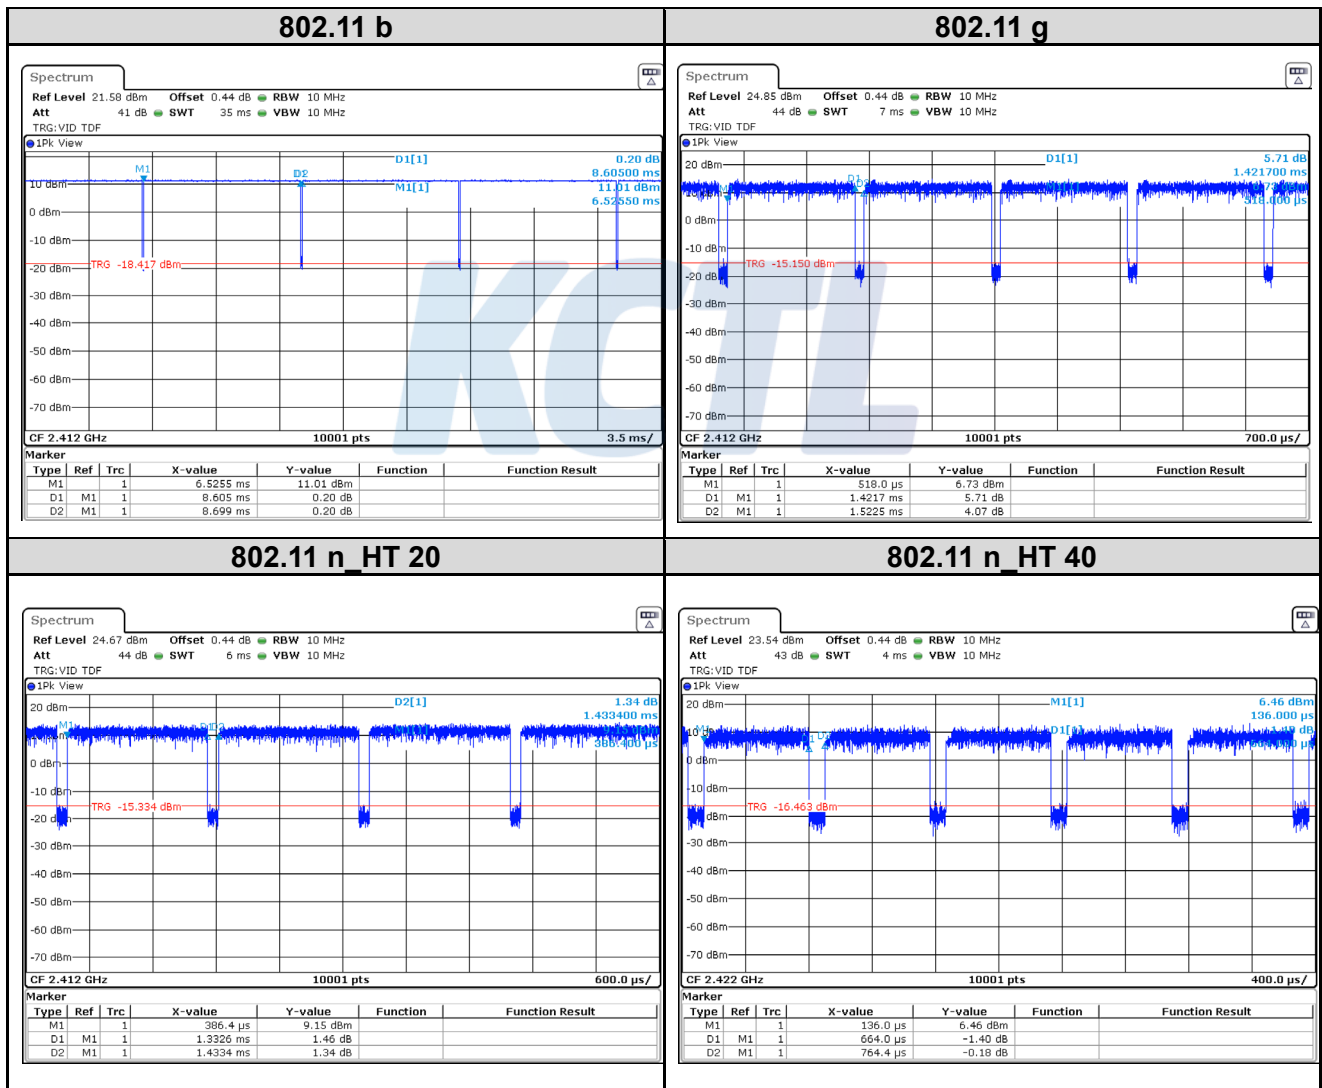 802.11 b
Spectrum
Ref Level 21.58 dBm Offset 0.44 dB RBW 10 MHz
Att 41 dB SWT 35 ms VBW 10 MHz
TRG:VID TDF
1Pk View
D1[1] 0.20 dB
8.60500 ms
M1[1] 11.01 dBm
6.52550 ms
M1
D2
10 dBm
0 dBm
-10 dBm
-20 dBm
TRG -18.417 dBm
-30 dBm
-40 dBm
-50 dBm
-60 dBm
-70 dBm
CF 2.412 GHz 10001 pts 3.5 ms/
Marker
Type Ref Trc X-value Y-value Function Function Result
M1 1 6.5255 ms 11.01 dBm
D1 M1 1 8.605 ms 0.20 dB
D2 M1 1 8.699 ms 0.20 dB
802.11 g
Spectrum
Ref Level 24.85 dBm Offset 0.44 dB RBW 10 MHz
Att 44 dB SWT 7 ms VBW 10 MHz
TRG:VID TDF
1Pk View
20 dBm
D1[1] 5.71 dB
1.421700 ms
518.000 µs
D1
D2
0 dBm
-10 dBm
TRG -15.150 dBm
-20 dBm
-30 dBm
-40 dBm
-50 dBm
-60 dBm
-70 dBm
CF 2.412 GHz 10001 pts 700.0 µs/
Marker
Type Ref Trc X-value Y-value Function Function Result
M1 1 518.0 µs 6.73 dBm
D1 M1 1 1.4217 ms 5.71 dB
D2 M1 1 1.5225 ms 4.07 dB
KCTL
802.11 n_HT 20
Spectrum
Ref Level 24.67 dBm Offset 0.44 dB RBW 10 MHz
Att 44 dB SWT 6 ms VBW 10 MHz
TRG:VID TDF
1Pk View
20 dBm
D2[1] 1.34 dB
1.433400 ms
386.400 µs
M1
D2
0 dBm
-10 dBm
TRG -15.334 dBm
-20 dBm
-30 dBm
-40 dBm
-50 dBm
-60 dBm
-70 dBm
CF 2.412 GHz 10001 pts 600.0 µs/
Marker
Type Ref Trc X-value Y-value Function Function Result
M1 1 386.4 µs 9.15 dBm
D1 M1 1 1.3326 ms 1.46 dB
D2 M1 1 1.4334 ms 1.34 dB
802.11 n_HT 40
Spectrum
Ref Level 23.54 dBm Offset 0.44 dB RBW 10 MHz
Att 43 dB SWT 4 ms VBW 10 MHz
TRG:VID TDF
1Pk View
20 dBm
M1[1] 6.46 dBm
136.000 µs
D1[1]
M1
0 dBm
-10 dBm
TRG -16.463 dBm
dBm
-30 dBm
-40 dBm
-50 dBm
-60 dBm
-70 dBm
CF 2.422 GHz 10001 pts 400.0 µs/
Marker
Type Ref Trc X-value Y-value Function Function Result
M1 1 136.0 µs 6.46 dBm
D1 M1 1 664.0 µs -1.40 dB
D2 M1 1 764.4 µs -0.18 dB